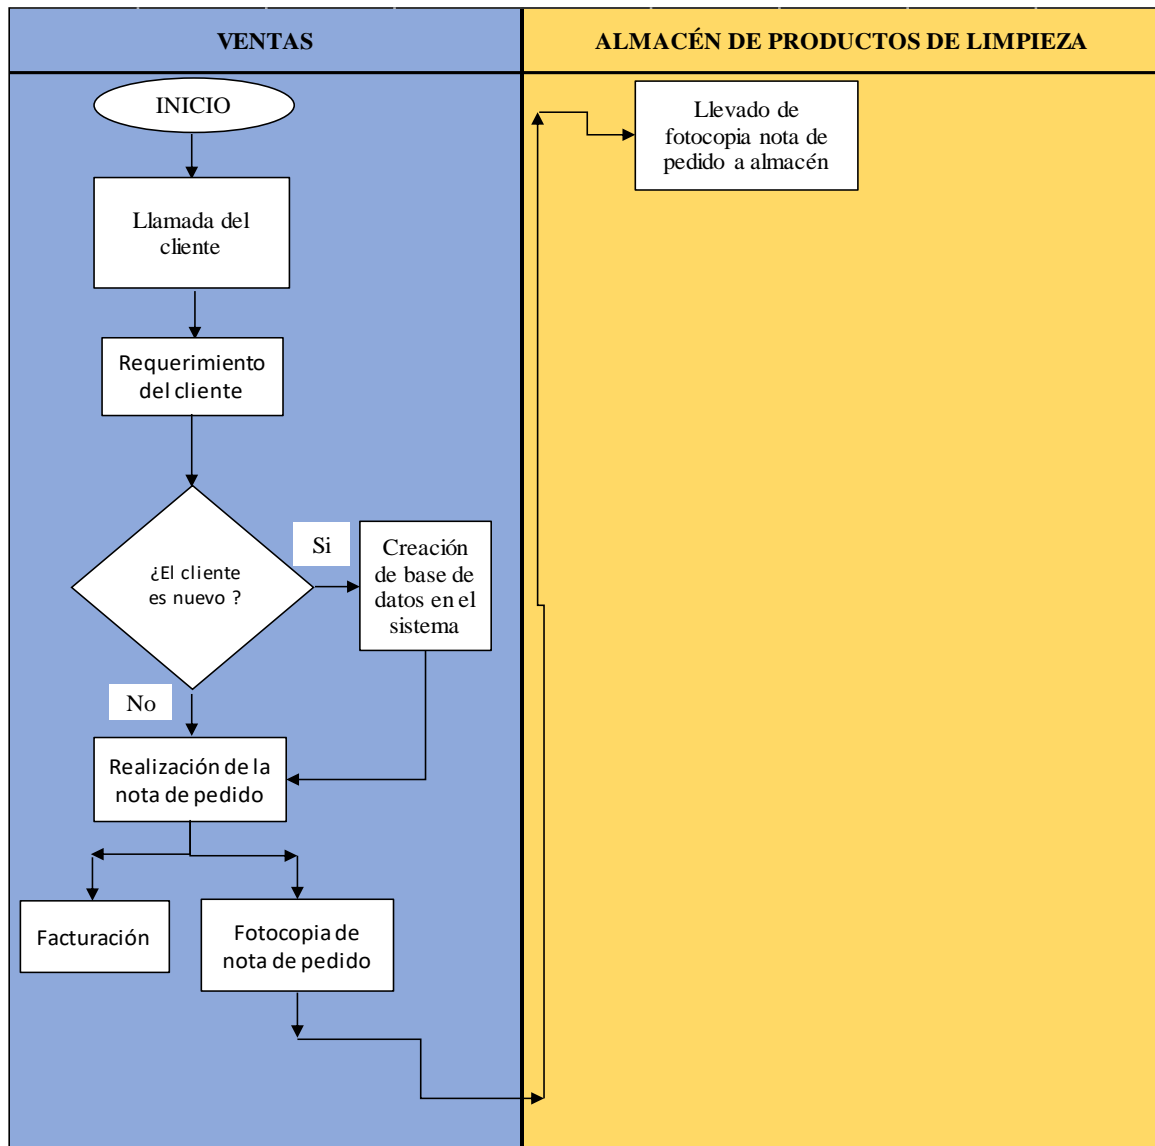 VENTAS
ALMACÉN DE PRODUCTOS DE LIMPIEZA
INICIO
Llamada del
cliente
Requerimiento
del cliente
¿El cliente
es nuevo ?
Si
Creación
de base de
datos en el
sistema
No
Realización de la
nota de pedido
Facturación
Fotocopia de
nota de pedido
Llevado de
fotocopia nota de
pedido a almacén